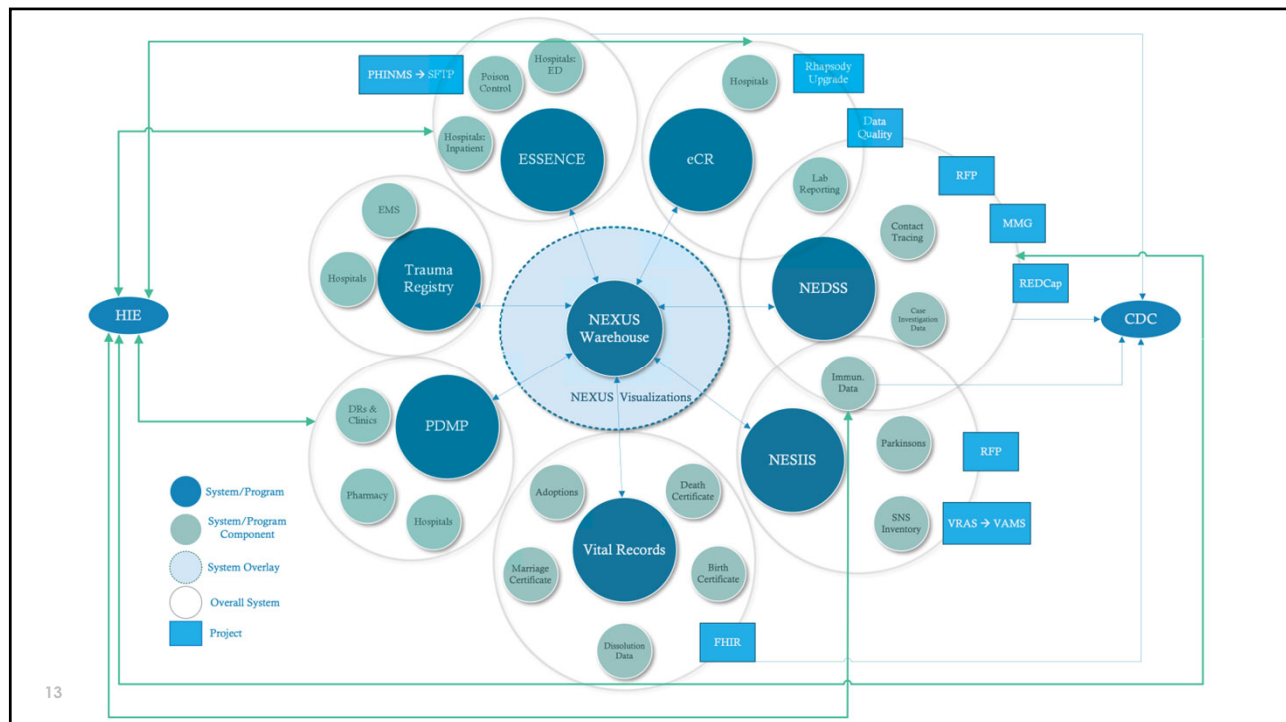 PHINMS → SFTP
Poison
Control
Hospitals:
ED
Hospitals:
Inpatient
ESSENCE
Hospitals
eCR
Rhapsody
Upgrade
Data
Quality
Lab
Reporting
RFP
Contact
Tracing
MMG
REDCap
NEDSS
Case
Investigation
Data
EMS
Hospitals
Trauma
Registry
HIE
NEXUS
Warehouse
NEXUS Visualizations
CDC
DRs &
Clinics
PDMP
Pharmacy
Hospitals
Immun.
Data
NESIIS
Parkinsons
RFP
SNS
Inventory
VRAS → VAMS
Adoptions
Death
Certificate
Vital Records
Marriage
Certificate
Birth
Certificate
Dissolution
Data
FHIR
System/Program
System/Program
Component
System Overlay
Overall System
Project
13